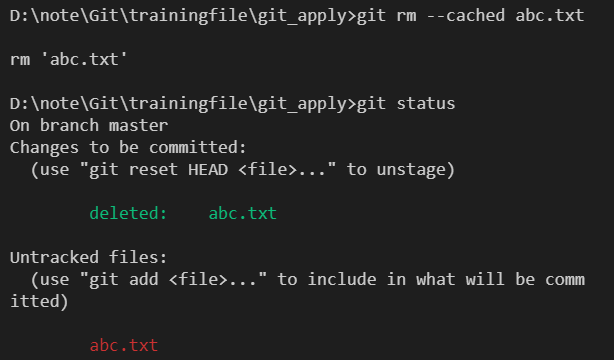 D:\note\Git\trainingfile\git_apply>git rm --cached abc.txt
rm 'abc.txt'
D:\note\Git\trainingfile\git_apply>git status
On branch master
Changes to be committed:
  (use "git reset HEAD <file>..." to unstage)
        deleted:    abc.txt
Untracked files:
  (use "git add <file>..." to include in what will be comm
itted)
        abc.txt